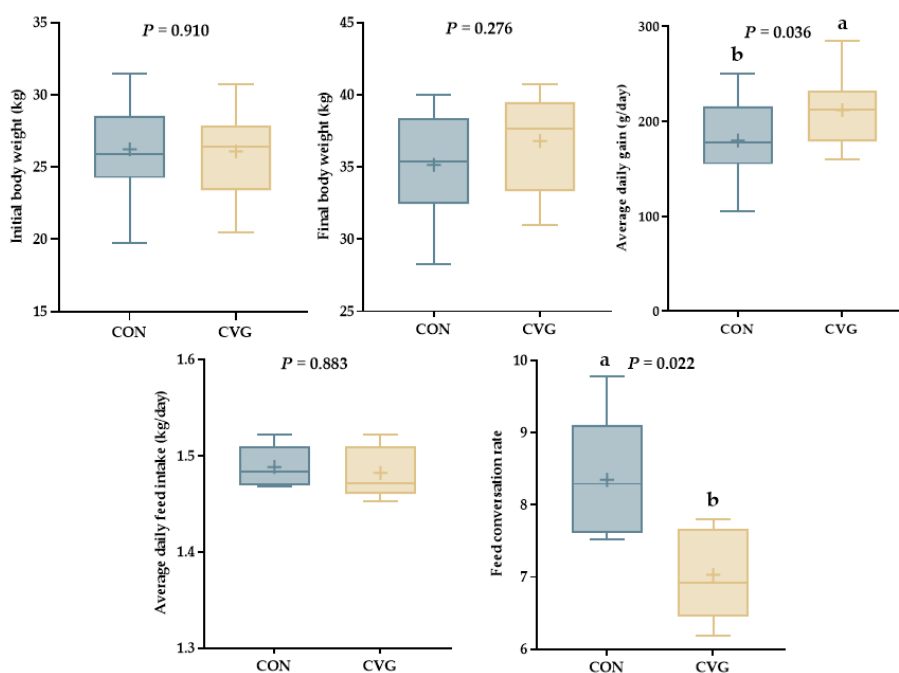 Initial body weight (kg)
35
30
25
20
15
P = 0.910
CON
CVG
Final body weight (kg)
45
40
35
30
25
P = 0.276
CON
CVG
Average daily gain (g/day)
300
200
100
0
P = 0.036
b
a
CON
CVG
Average daily feed intake (kg/day)
1.6
1.5
1.4
1.3
P = 0.883
CON
CVG
Feed conversation rate
10
9
8
7
6
P = 0.022
a
b
CON
CVG